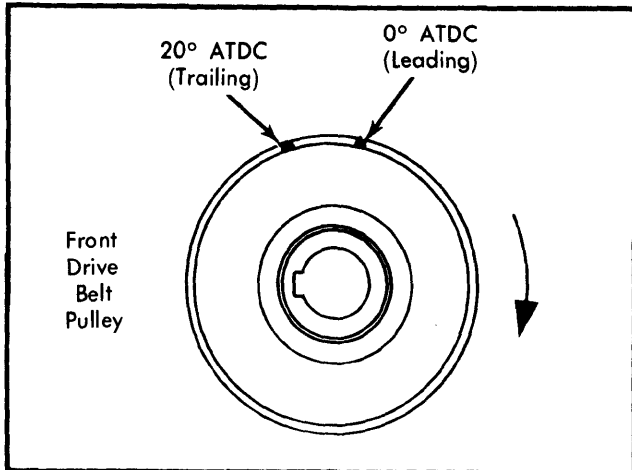 20° ATDC
(Trailing)
0° ATDC
(Leading)
Front
Drive
Belt
Pulley